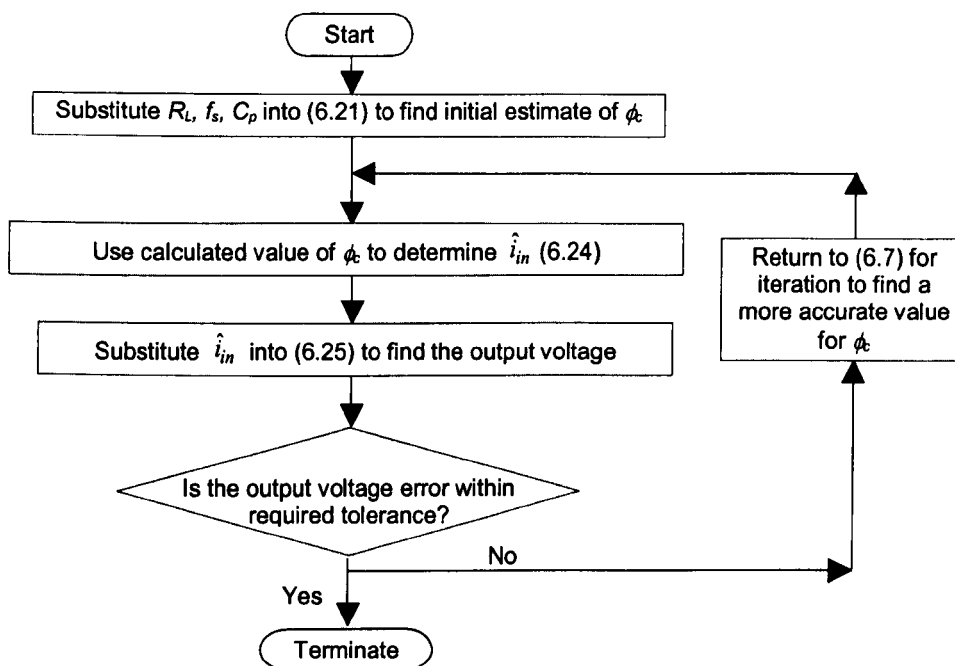 Start
Substitute R_L, f_s, C_p into (6.21) to find initial estimate of ϕ_c
Use calculated value of ϕ_c to determine î_in (6.24)
Return to (6.7) for
iteration to find a
more accurate value
for ϕ_c
Substitute î_in into (6.25) to find the output voltage
Is the output voltage error within
required tolerance?
No
Yes
Terminate